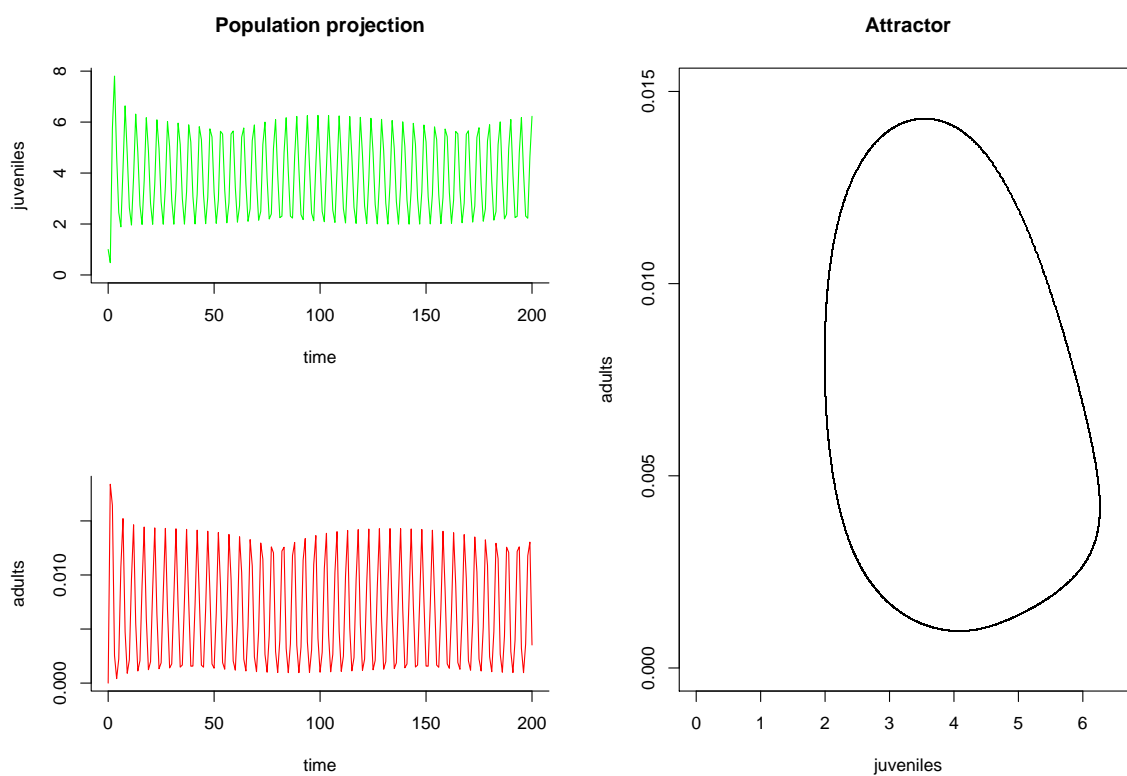 Population projection
8
6
4
2
0
juveniles
0 50 100 150 200
time
0.010
0.000
adults
0 50 100 150 200
time
Attractor
0.015
0.010
0.005
0.000
adults
0 1 2 3 4 5 6
juveniles